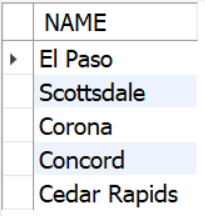 NAME
El Paso
Scottsdale
Corona
Concord
Cedar Rapids